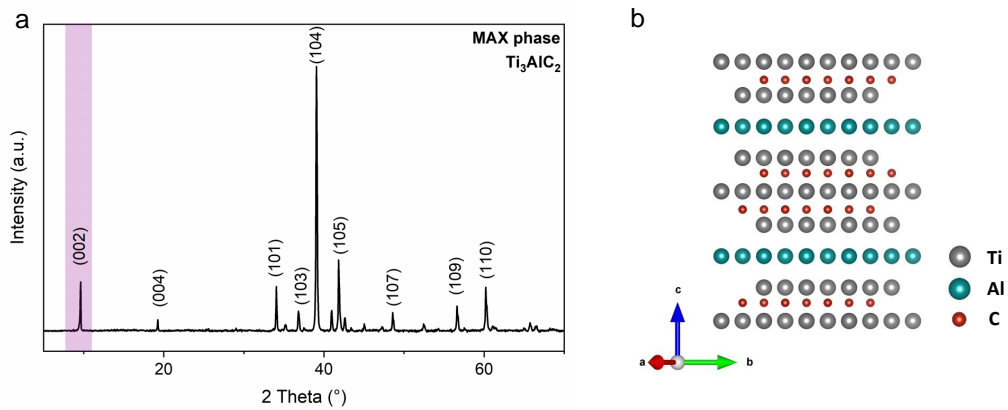 a
MAX phase
Ti₃AlC₂
(002)
(004)
(101)
(103)
(104)
(105)
(107)
(109)
(110)
Intensity (a.u.)
20
40
60
2 Theta (°)
b
Ti
Al
C
c
a
b